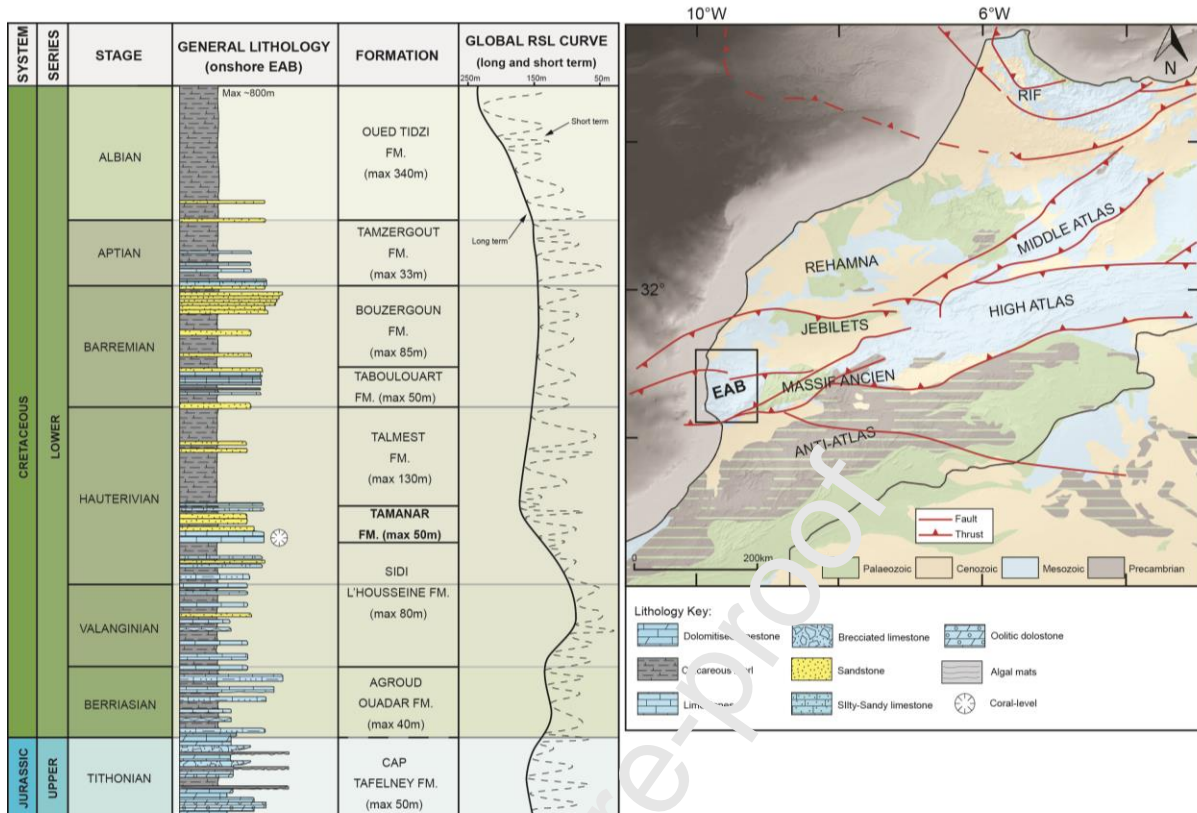 SYSTEM
SERIES
STAGE
GENERAL LITHOLOGY
(onshore EAB)
FORMATION
GLOBAL RSL CURVE
(long and short term)
250m 150m 50m
CRETACEOUS
LOWER
JURASSIC
UPPER
Max ~800m
ALBIAN
OUED TIDZI
FM.
(max 340m)
Short term
Long term
APTIAN
TAMZERGOUT
FM.
(max 33m)
BARREMIAN
BOUZERGOUN
FM.
(max 85m)
TABOULOUART
FM. (max 50m)
HAUTERIVIAN
TALMEST
FM.
(max 130m)
TAMANAR
FM. (max 50m)
SIDI
L'HOUSSEINE FM.
(max 80m)
VALANGINIAN
BERRIASIAN
AGROUD
OUADAR FM.
(max 40m)
TITHONIAN
CAP
TAFELNEY FM.
(max 50m)
10°W 6°W
N
RIF
MIDDLE ATLAS
REHAMNA
32°
HIGH ATLAS
JEBILETS
EAB
MASSIF ANCIEN
ANTI-ATLAS
Fault
Thrust
0 200km
Palaeozoic Cenozoic Mesozoic Precambrian
Lithology Key:
Dolomitised Brecciated limestone Oolitic dolostone
Sandstone Algal mats
SIlty-Sandy limestone Coral-level
re-proof